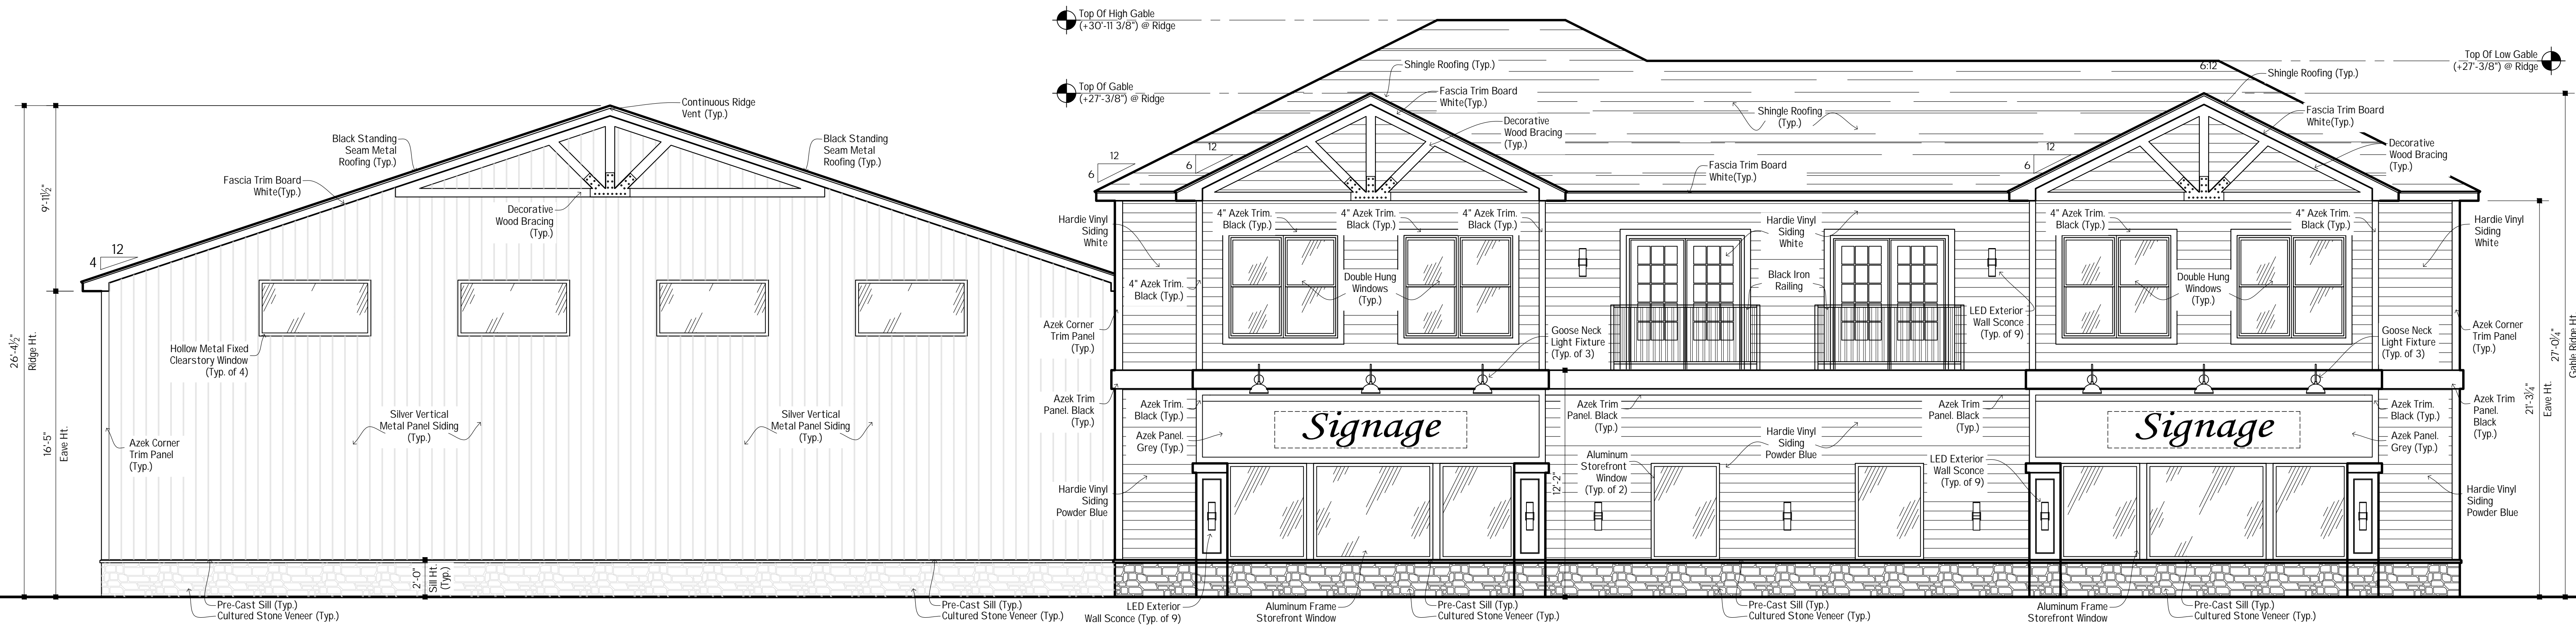 Top Of High Gable
(+30'-11 3/8") @ Ridge
Top Of Low Gable
(+27'-3/8") @ Ridge
6:12
Shingle Roofing (Typ.)
Shingle Roofing (Typ.)
Top Of Gable
(+27'-3/8") @ Ridge
Continuous Ridge
Vent (Typ.)
Fascia Trim Board
White(Typ.)
Shingle Roofing
(Typ.)
Fascia Trim Board
White(Typ.)
Black Standing
Seam Metal
Roofing (Typ.)
Black Standing
Seam Metal
Roofing (Typ.)
Decorative
Wood Bracing
(Typ.)
Decorative
Wood Bracing
(Typ.)
12
6
12
6
12
6
Fascia Trim Board
White(Typ.)
Fascia Trim Board
White(Typ.)
9'-11½"
Decorative
Wood Bracing
(Typ.)
12
4
Hardie Vinyl
Siding
White
4" Azek Trim.
Black (Typ.)
4" Azek Trim.
Black (Typ.)
4" Azek Trim.
Black (Typ.)
Hardie Vinyl
Siding
White
4" Azek Trim.
Black (Typ.)
4" Azek Trim.
Black (Typ.)
Hardie Vinyl
Siding
White
4" Azek Trim.
Black (Typ.)
Double Hung
Windows
(Typ.)
Black Iron
Railing
Double Hung
Windows
(Typ.)
LED Exterior
Wall Sconce
(Typ. of 9)
Azek Corner
Trim Panel
(Typ.)
Goose Neck
Light Fixture
(Typ. of 3)
Goose Neck
Light Fixture
(Typ. of 3)
Azek Corner
Trim Panel
(Typ.)
26'-4½"
Ridge Ht.
27'-0¼"
Gable Ridge Ht.
21'-3¼"
Eave Ht.
Hollow Metal Fixed
Clearstory Window
(Typ. of 4)
Azek Trim
Panel. Black
(Typ.)
Azek Trim.
Black (Typ.)
Azek Panel.
Grey (Typ.)
Signage
Azek Trim
Panel. Black
(Typ.)
Azek Trim
Panel. Black
(Typ.)
Signage
Azek Trim.
Black (Typ.)
Azek Panel.
Grey (Typ.)
Azek Trim
Panel.
Black
(Typ.)
16'-5"
Eave Ht.
Azek Corner
Trim Panel
(Typ.)
Silver Vertical
Metal Panel Siding
(Typ.)
Silver Vertical
Metal Panel Siding
(Typ.)
Hardie Vinyl
Siding
Powder Blue
12'-2"
Aluminum
Storefront
Window
(Typ. of 2)
Hardie Vinyl
Siding
Powder Blue
LED Exterior
Wall Sconce
(Typ. of 9)
Hardie Vinyl
Siding
Powder Blue
2'-0"
Sill Ht.
(Typ.)
Pre-Cast Sill (Typ.)
Cultured Stone Veneer (Typ.)
Pre-Cast Sill (Typ.)
Cultured Stone Veneer (Typ.)
LED Exterior
Wall Sconce (Typ. of 9)
Aluminum Frame
Storefront Window
Pre-Cast Sill (Typ.)
Cultured Stone Veneer (Typ.)
Pre-Cast Sill (Typ.)
Cultured Stone Veneer (Typ.)
Aluminum Frame
Storefront Window
Pre-Cast Sill (Typ.)
Cultured Stone Veneer (Typ.)